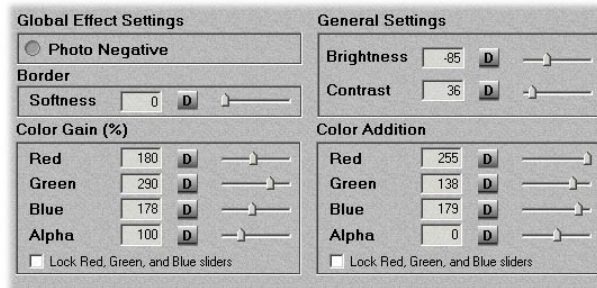 Global Effect Settings
Photo Negative
Border
Softness 0 D
General Settings
Brightness -85 D
Contrast 36 D
Color Gain (%)
Red 180 D
Green 290 D
Blue 178 D
Alpha 100 D
Lock Red, Green, and Blue sliders
Color Addition
Red 255 D
Green 138 D
Blue 179 D
Alpha 0 D
Lock Red, Green, and Blue sliders